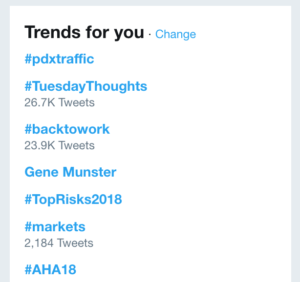 Trends for you · Change
#pdxtraffic
#TuesdayThoughts
26.7K Tweets
#backtowork
23.9K Tweets
Gene Munster
#TopRisks2018
#markets
2,184 Tweets
#AHA18